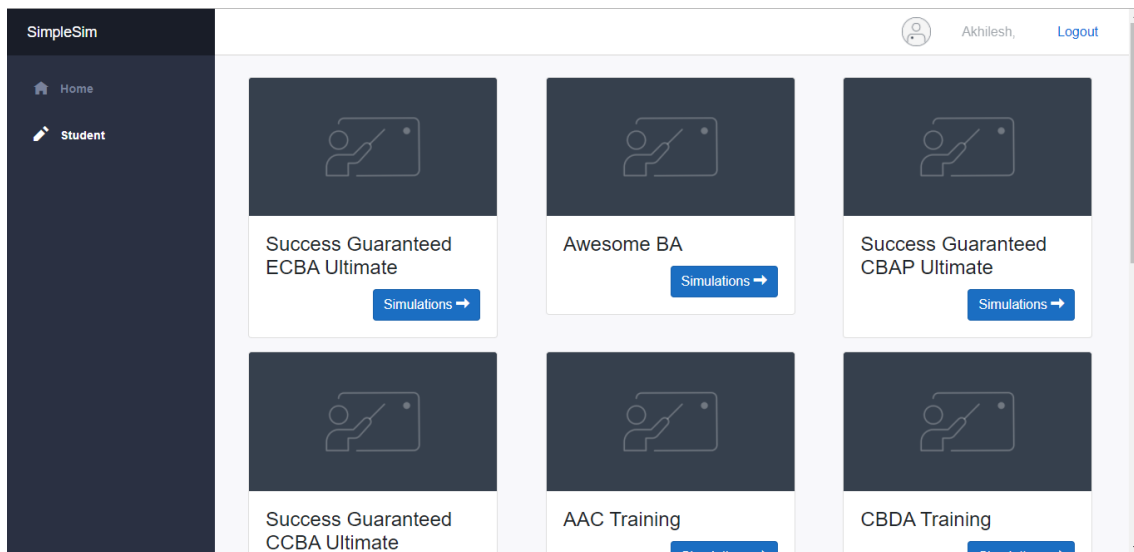 SimpleSim
Akhilesh,
Logout
Home
Student
Success Guaranteed
ECBA Ultimate
Simulations
Awesome BA
Simulations
Success Guaranteed
CBAP Ultimate
Simulations
Success Guaranteed
CCBA Ultimate
AAC Training
CBDA Training